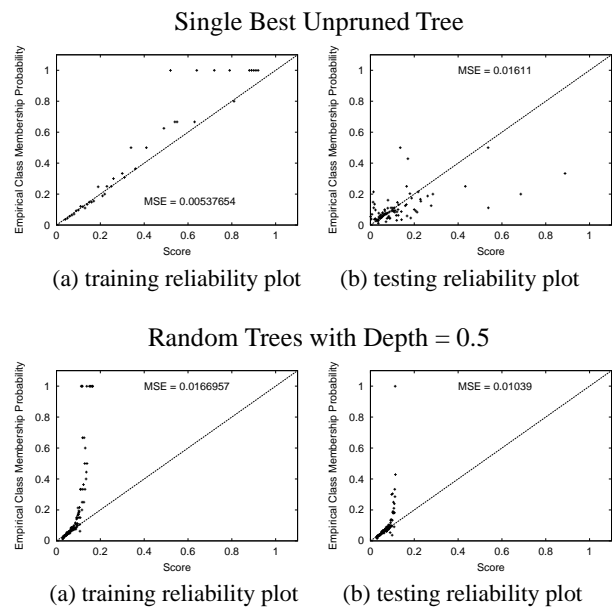 Single Best Unpruned Tree
Empirical Class Membership Probability
1
0.8
0.6
0.4
0.2
0
MSE = 0.00537654
0 0.2 0.4 0.6 0.8 1
Score
(a) training reliability plot
Empirical Class Membership Probability
1
0.8
0.6
0.4
0.2
0
MSE = 0.01611
0 0.2 0.4 0.6 0.8 1
Score
(b) testing reliability plot
Random Trees with Depth = 0.5
Empirical Class Membership Probability
1
0.8
0.6
0.4
0.2
0
MSE = 0.0166957
0 0.2 0.4 0.6 0.8 1
Score
(a) training reliability plot
Empirical Class Membership Probability
1
0.8
0.6
0.4
0.2
0
MSE = 0.01039
0 0.2 0.4 0.6 0.8 1
Score
(b) testing reliability plot